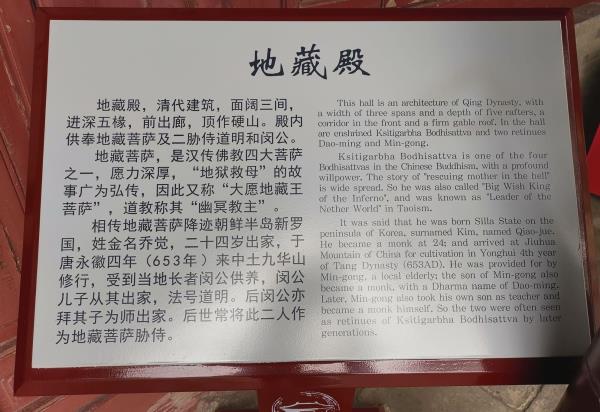 地藏殿
地藏殿，清代建筑，面阔三间，
进深五椽，前出廊，顶作硬山。殿内
供奉地藏菩萨及二胁侍道明和闵公。
地藏菩萨，是汉传佛教四大菩萨
之一，愿力深厚，“地狱救母”的故
事广为弘传，因此又称“大愿地藏王
菩萨”，道教称其“幽冥教主”。
相传地藏菩萨降迹朝鲜半岛新罗
国，姓金名乔觉，二十四岁出家，于
唐永徽四年（653年）来中土九华山
修行，受到当地长者闵公供养，闵公
儿子从其出家，法号道明。后闵公亦
拜其子为师出家。后世常将此二人作
为地藏菩萨胁侍。
This hall is an architecture of Qing Dynasty, with
a width of three spans and a depth of five rafters, a
corridor in the front and a firm gable roof. In the hall
are enshrined Ksitigarbha Bodhisattva and two retinues
Dao-ming and Min-gong.
Ksitigarbha Bodhisattva is one of the four
Bodhisattvas in the Chinese Buddhism, with a profound
willpower. The story of "rescuing mother in the hell"
is wide spread. So he was also called "Big Wish King
of the Inferno", and was known as "Leader of the
Nether World" in Taoism.
It was said that he was born Silla State on the
peninsula of Korea, surnamed Kim, named Qiao-jue.
He became a monk at 24; and arrived at Jiuhua
Mountain of China for cultivation in Yonghui 4th year
of Tang Dynasty (653AD). He was provided for by
Min-gong, a local elderly; the son of Min-gong also
became a monk, with a Dharma name of Dao-ming.
Later, Min-gong also took his own son as teacher and
became a monk himself. So the two were often seen
as retinues of Ksitigarbha Bodhisattva by later
generations.